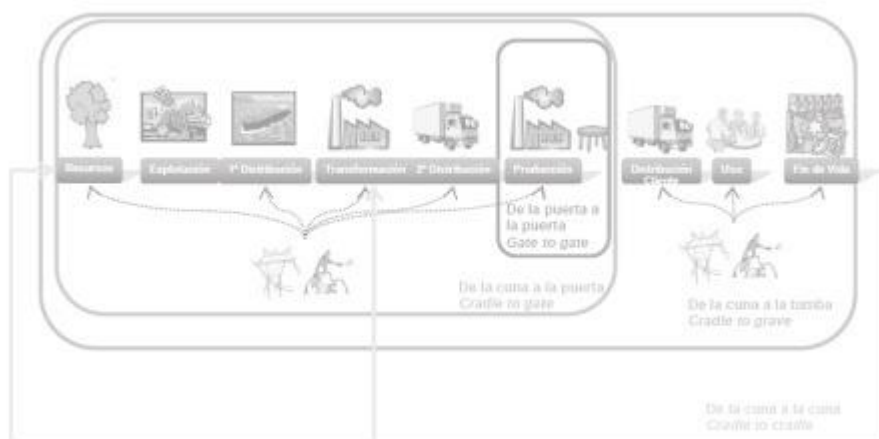 Recursos
Explotación
1ª Distribución
Transformación
2ª Distribución
Producción
Distribución
Cliente
Uso
Fin de Vida
De la puerta a
la puerta
Gate to gate
De la cuna a la puerta
Cradle to gate
De la cuna a la tumba
Cradle to grave
De la cuna a la cuna
Cradle to cradle